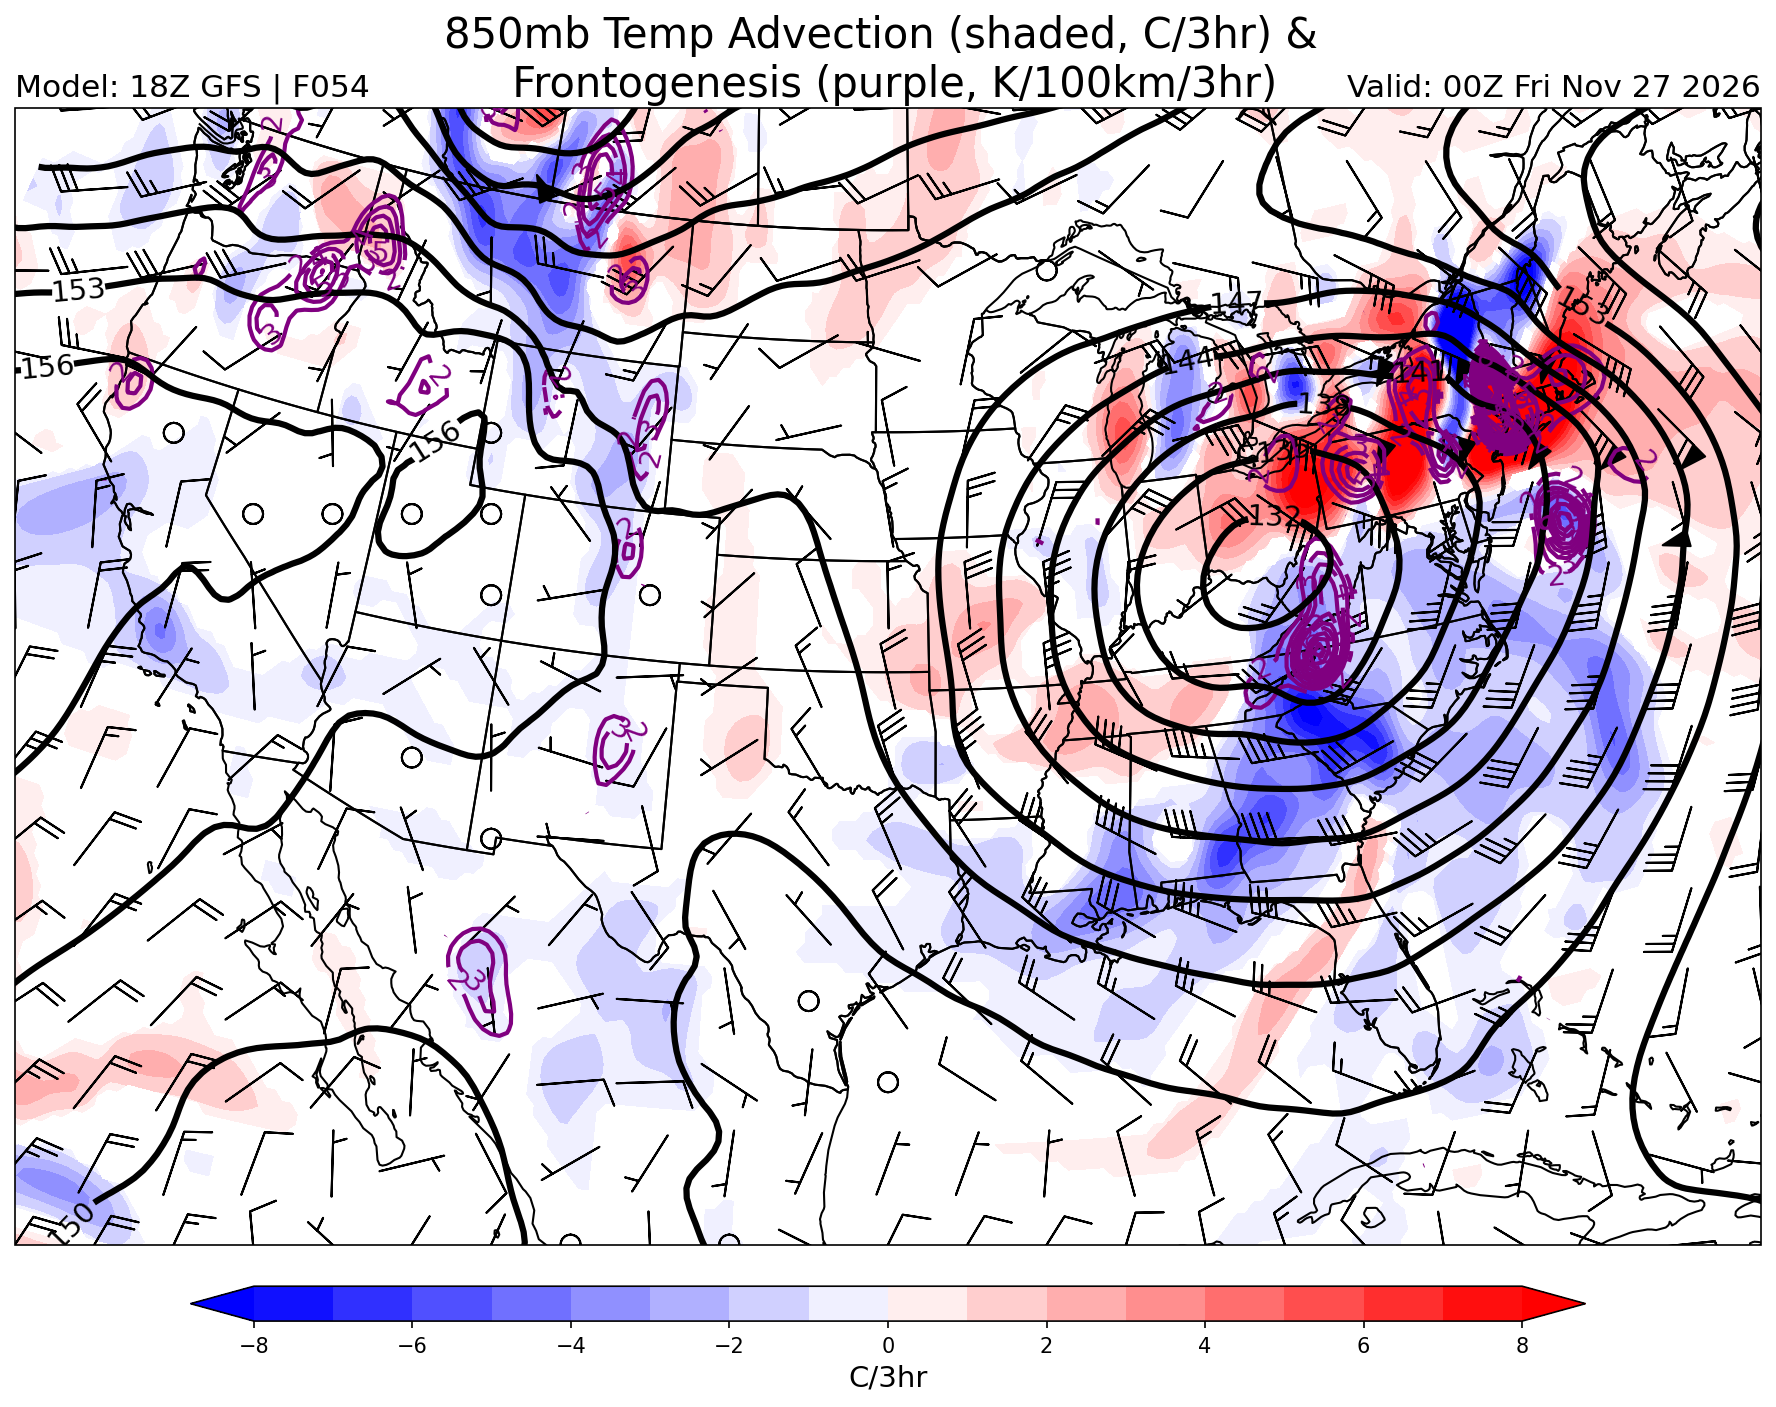 850mb Temp Advection (shaded, C/3hr) &
Frontogenesis (purple, K/100km/3hr)
Model: 18Z GFS | F054
Valid: 00Z Fri Nov 27 2026
153
156
156
147
144
141
138
132
153
150
−8 −6 −4 −2 0 2 4 6 8
C/3hr